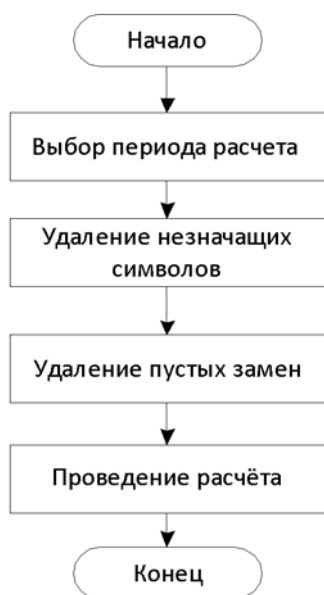 Начало
Выбор периода расчета
Удаление незначащих
символов
Удаление пустых замен
Проведение расчёта
Конец